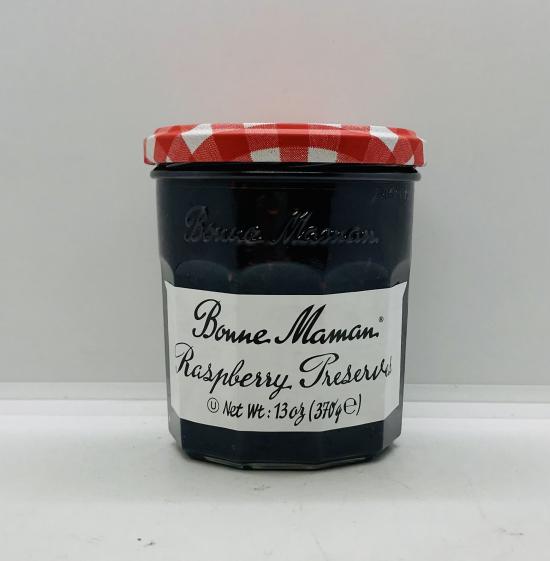 Bonne Maman
Bonne Maman®
Raspberry Preserves
Ⓤ Net Wt: 13 oz (370g ℮)